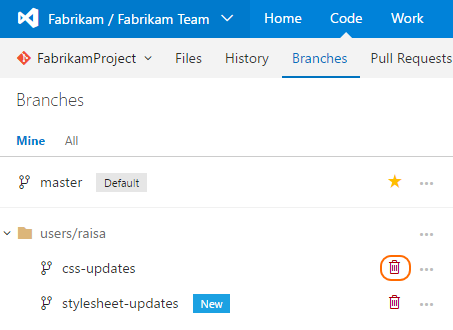 Fabrikam / Fabrikam Team Home Code Work
FabrikamProject Files History Branches Pull Requests
Branches
Mine All
master Default
users/raisa
css-updates
stylesheet-updates New